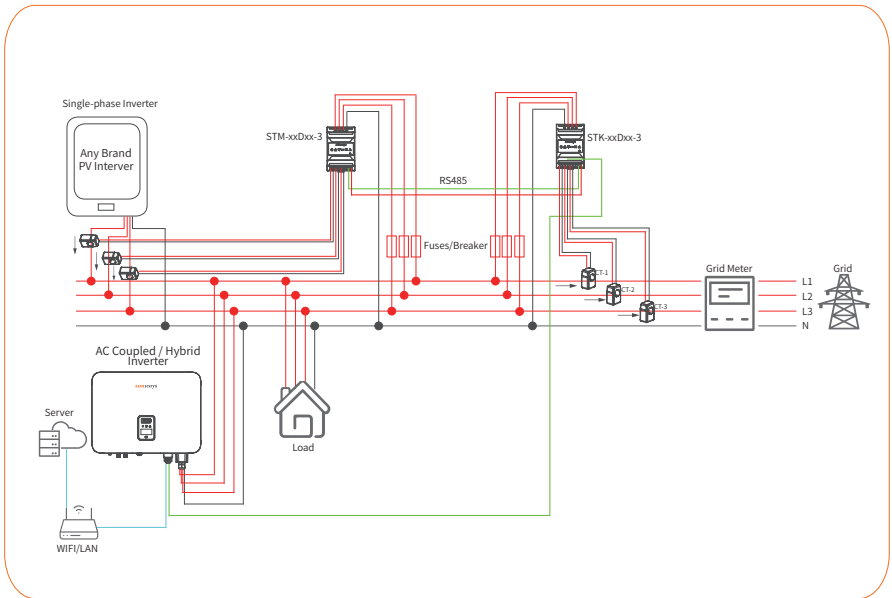 Single-phase Inverter
Any Brand
PV Interver
STM-xxDxx-3
STK-xxDxx-3
RS485
Fuses/Breaker
CT-1
CT-2
CT-3
Grid Meter
Grid
L1
L2
L3
N
AC Coupled / Hybrid
Inverter
sunways
Server
Load
WIFI/LAN